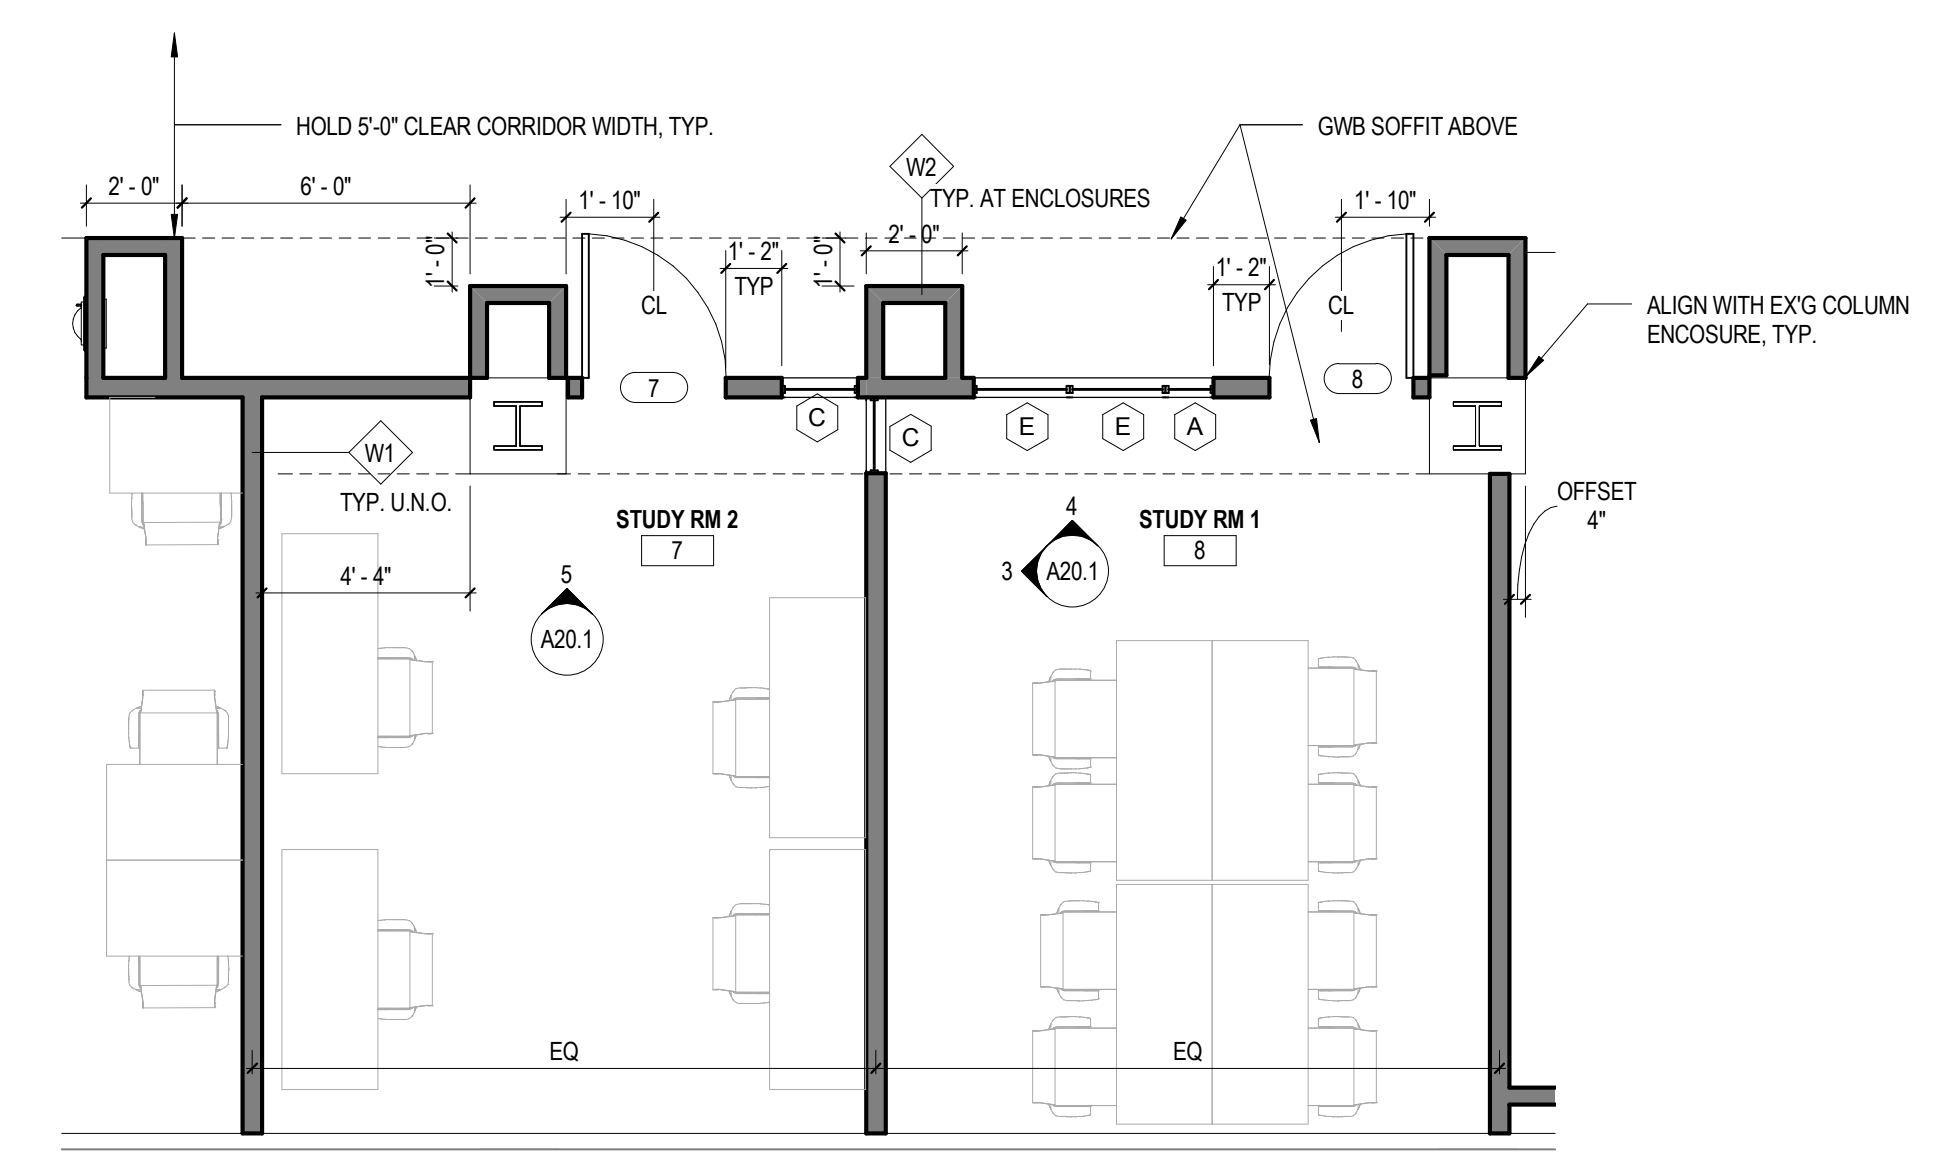 HOLD 5'-0" CLEAR CORRIDOR WIDTH, TYP.
GWB SOFFIT ABOVE
W2
TYP. AT ENCLOSURES
2' - 0"
6' - 0"
1' - 10"
1' - 10"
1' - 0"
1' - 2"
TYP
1' - 0"
2' - 0"
1' - 2"
TYP
CL
CL
ALIGN WITH EX'G COLUMN
ENCOSURE, TYP.
7
8
C
C
E
E
A
W1
TYP. U.N.O.
OFFSET
4"
STUDY RM 2
7
4
STUDY RM 1
8
3
A20.1
4' - 4"
5
A20.1
EQ
EQ